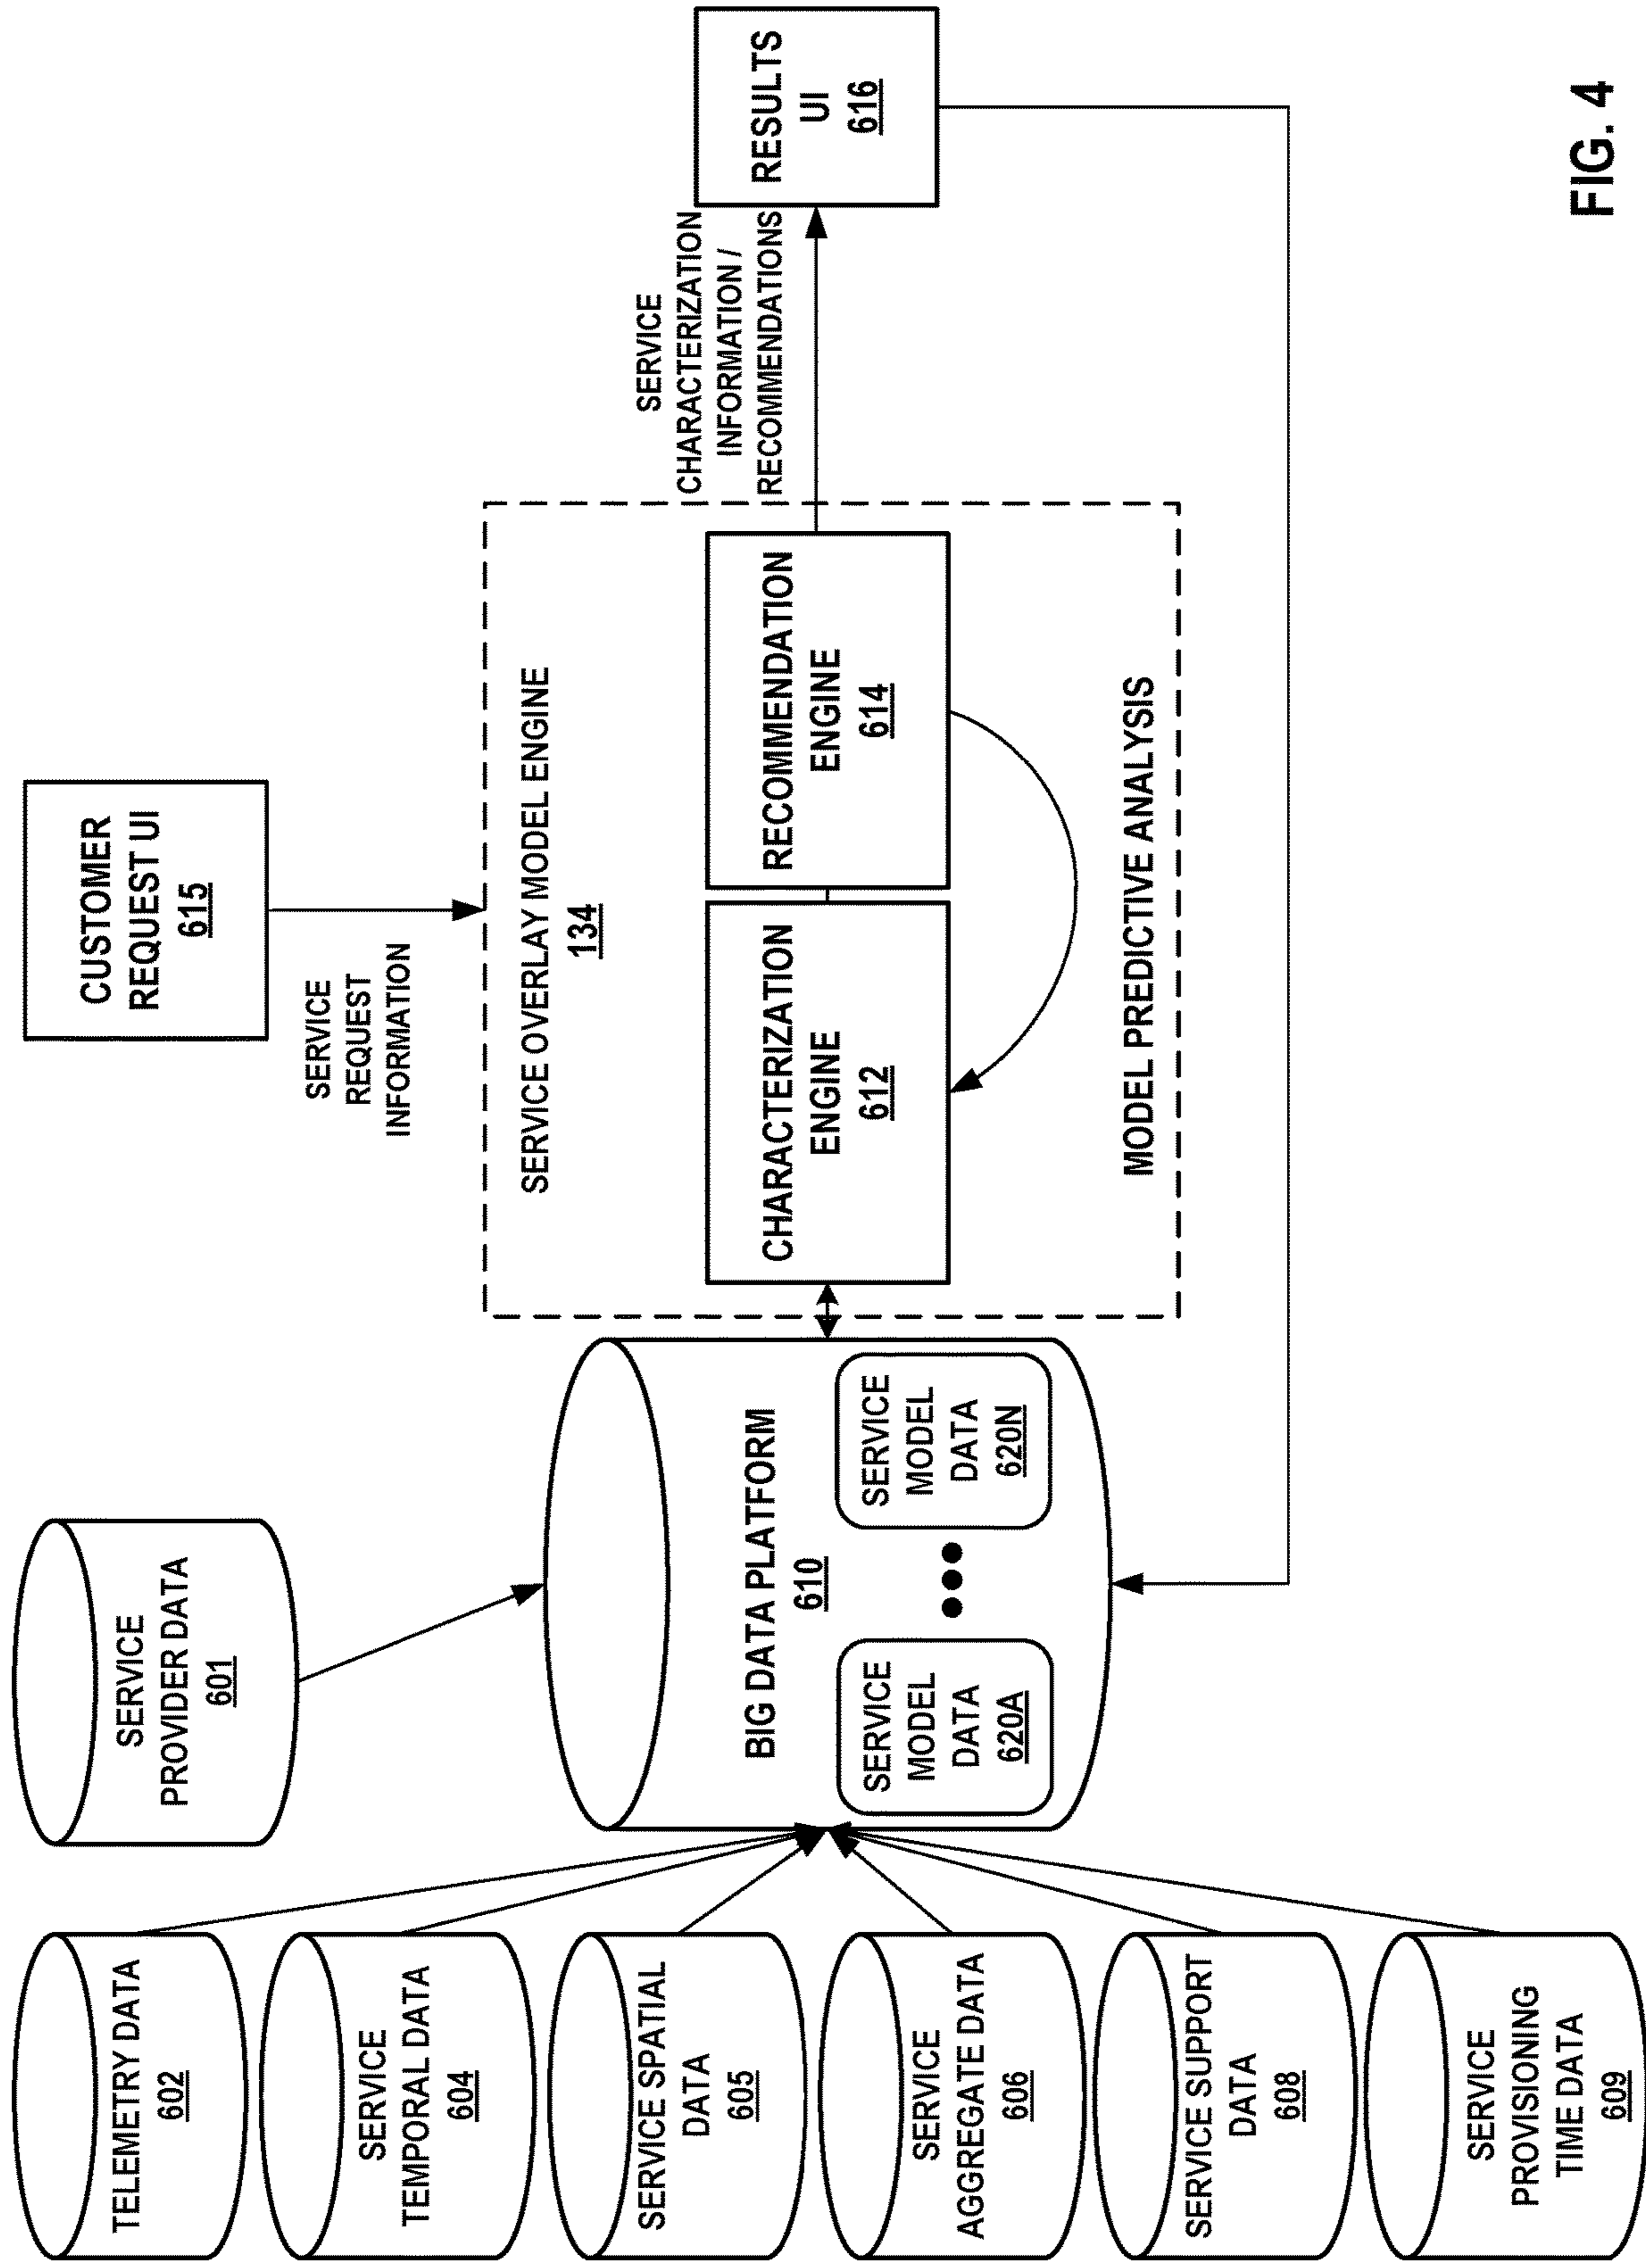 TELEMETRY DATA
602
SERVICE
TEMPORAL DATA
604
SERVICE SPATIAL
DATA
605
SERVICE
AGGREGATE DATA
606
SERVICE SUPPORT
DATA
608
SERVICE
PROVISIONING
TIME DATA
609
SERVICE
PROVIDER DATA
601
BIG DATA PLATFORM
610
SERVICE
MODEL
DATA
620A
SERVICE
MODEL
DATA
620N
CUSTOMER
REQUEST UI
615
SERVICE
REQUEST
INFORMATION
SERVICE OVERLAY MODEL ENGINE
134
CHARACTERIZATION
ENGINE
612
RECOMMENDATION
ENGINE
614
MODEL PREDICTIVE ANALYSIS
SERVICE
CHARACTERIZATION
INFORMATION /
RECOMMENDATIONS
RESULTS
UI
616
FIG. 4